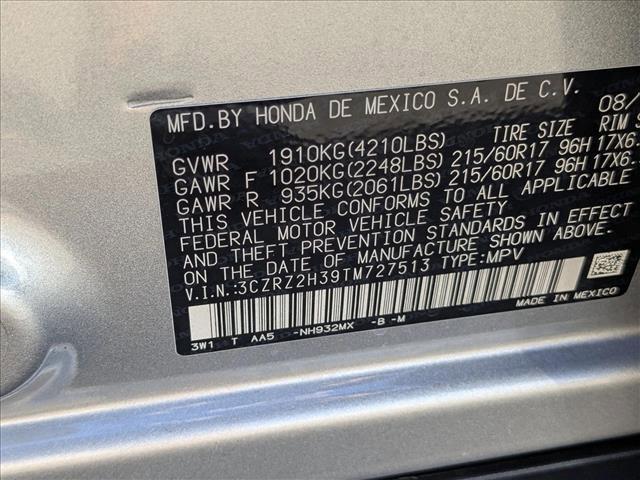 MFD.BY HONDA DE MEXICO S.A. DE C.V. 08/
GVWR 1910KG(4210LBS) TIRE SIZE RIM S
GAWR F 1020KG(2248LBS) 215/60R17 96H 17X6.
GAWR R 935KG(2061LBS) 215/60R17 96H 17X6.
THIS VEHICLE CONFORMS TO ALL APPLICABLE
FEDERAL MOTOR VEHICLE SAFETY
AND THEFT PREVENTION STANDARDS IN EFFECT
ON THE DATE OF MANUFACTURE SHOWN ABOVE.
V.I.N.:3CZRZ2H39TM727513 TYPE:MPV
3W1 T AA5 -NH932MX -B -M
MADE IN MEXICO